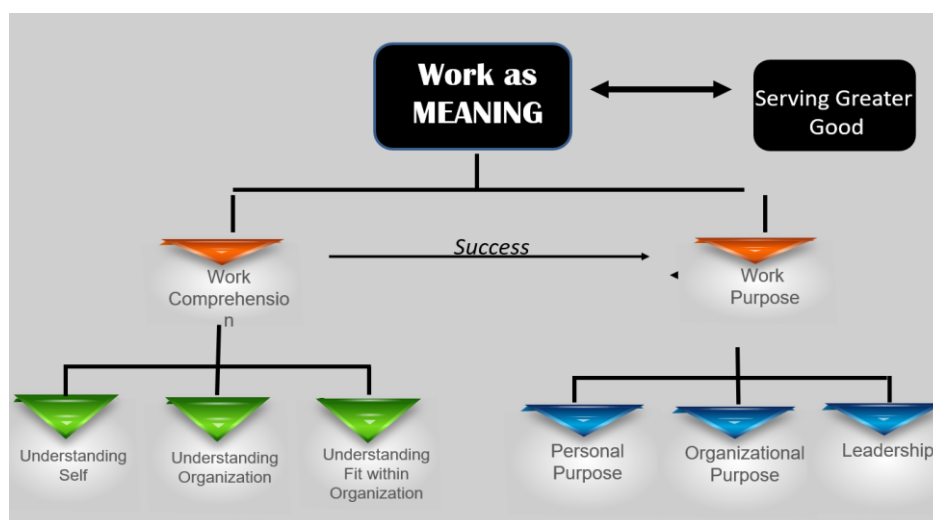 Work as
MEANING
Serving Greater
Good
Success
Work
Comprehensio
n
Work
Purpose
Understanding
Self
Understanding
Organization
Understanding
Fit within
Organization
Personal
Purpose
Organizational
Purpose
Leadership